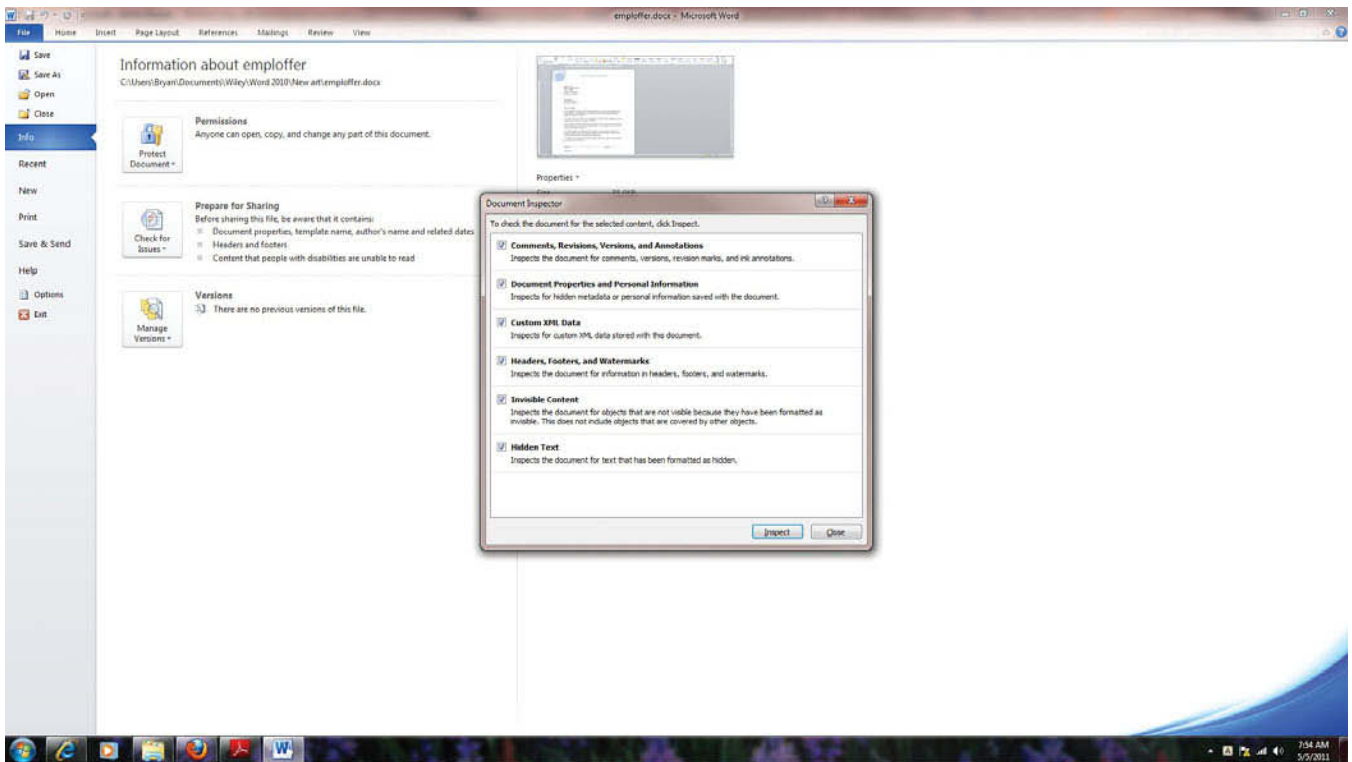 emploffer.docx - Microsoft Word
File Home Insert Page Layout References Mailings Review View
Save
Save As
Open
Close
Info
Recent
New
Print
Save & Send
Help
Options
Exit
Information about emploffer
C:\Users\Bryan\Documents\Wiley\Word 2010\New art\emploffer.docx
Protect
Document
Permissions
Anyone can open, copy, and change any part of this document.
Check for
Issues
Prepare for Sharing
Before sharing this file, be aware that it contains:
Document properties, template name, author's name and related dates
Headers and footers
Content that people with disabilities are unable to read
Manage
Versions
Versions
There are no previous versions of this file.
Properties
Document Inspector
To check the document for the selected content, click Inspect.
Comments, Revisions, Versions, and Annotations
Inspects the document for comments, versions, revision marks, and ink annotations.
Document Properties and Personal Information
Inspects for hidden metadata or personal information saved with the document.
Custom XML Data
Inspects for custom XML data stored with this document.
Headers, Footers, and Watermarks
Inspects the document for information in headers, footers, and watermarks.
Invisible Content
Inspects the document for objects that are not visible because they have been formatted as
invisible. This does not include objects that are covered by other objects.
Hidden Text
Inspects the document for text that has been formatted as hidden.
Inspect Close
7:54 AM
5/5/2011